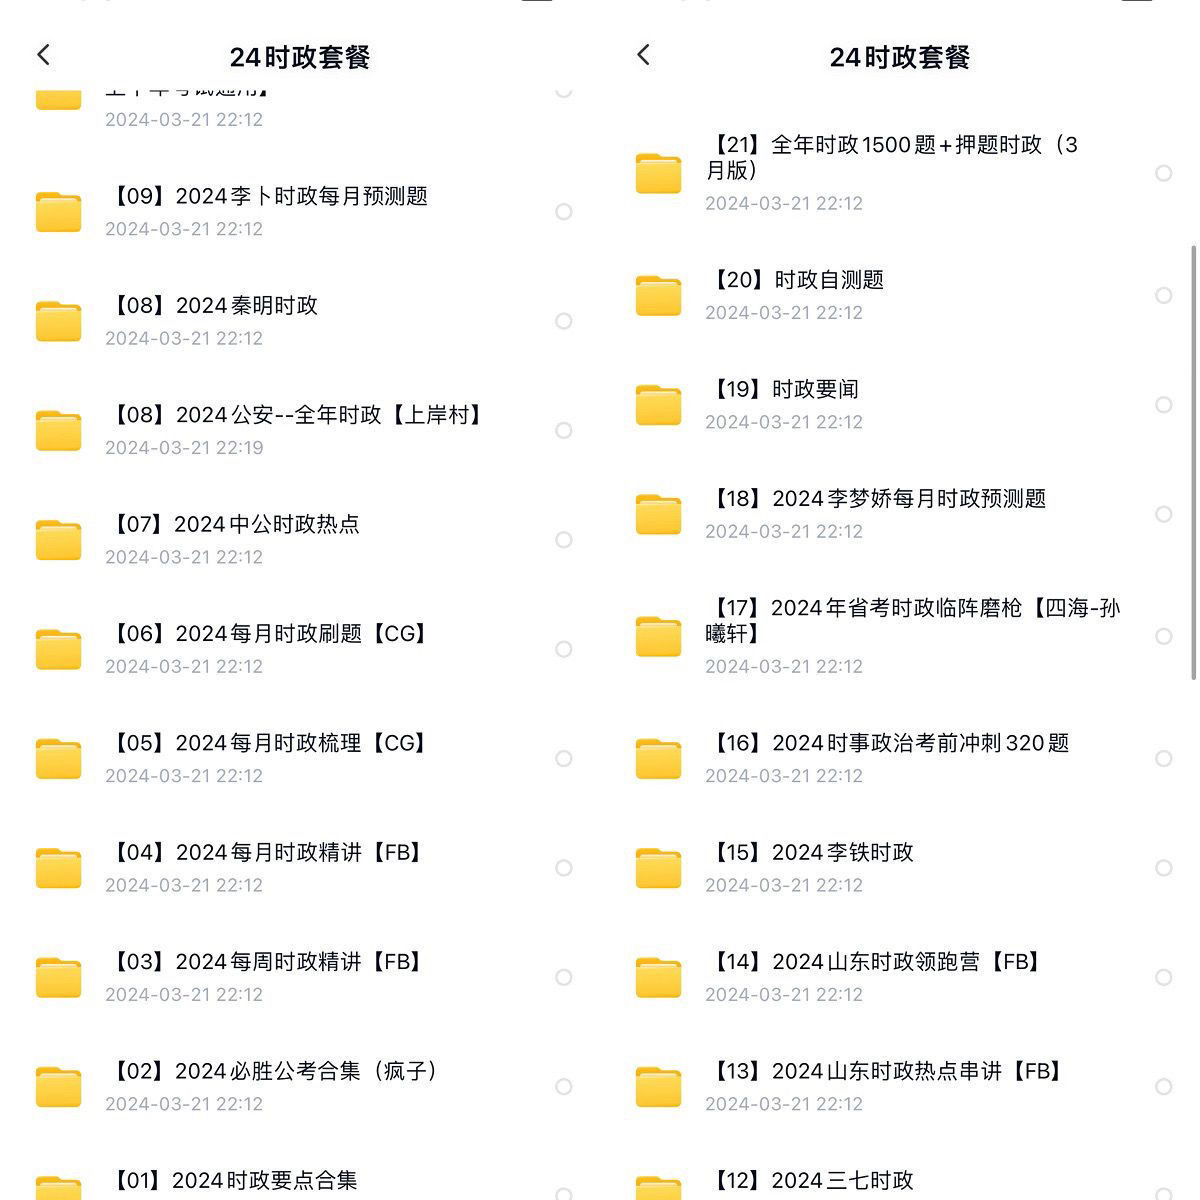 24时政套餐
2024-03-21 22:12
【09】2024李卜时政每月预测题
2024-03-21 22:12
【08】2024秦明时政
2024-03-21 22:12
【08】2024公安--全年时政【上岸村】
2024-03-21 22:19
【07】2024中公时政热点
2024-03-21 22:12
【06】2024每月时政刷题【CG】
2024-03-21 22:12
【05】2024每月时政梳理【CG】
2024-03-21 22:12
【04】2024每月时政精讲【FB】
2024-03-21 22:12
【03】2024每周时政精讲【FB】
2024-03-21 22:12
【02】2024必胜公考合集（疯子）
2024-03-21 22:12
【01】2024时政要点合集
24时政套餐
【21】全年时政1500题+押题时政（3
月版）
2024-03-21 22:12
【20】时政自测题
2024-03-21 22:12
【19】时政要闻
2024-03-21 22:12
【18】2024李梦娇每月时政预测题
2024-03-21 22:12
【17】2024年省考时政临阵磨枪【四海-孙
曦轩】
2024-03-21 22:12
【16】2024时事政治考前冲刺320题
2024-03-21 22:12
【15】2024李铁时政
2024-03-21 22:12
【14】2024山东时政领跑营【FB】
2024-03-21 22:12
【13】2024山东时政热点串讲【FB】
2024-03-21 22:12
【12】2024三七时政